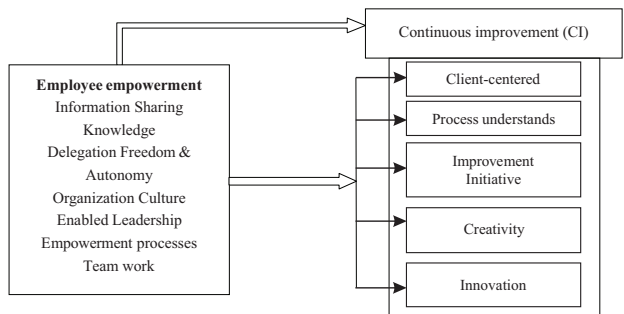 Continuous improvement (CI)
Employee empowerment
Information Sharing
Knowledge
Delegation Freedom &
Autonomy
Organization Culture
Enabled Leadership
Empowerment processes
Team work
Client-centered
Process understands
Improvement
Initiative
Creativity
Innovation